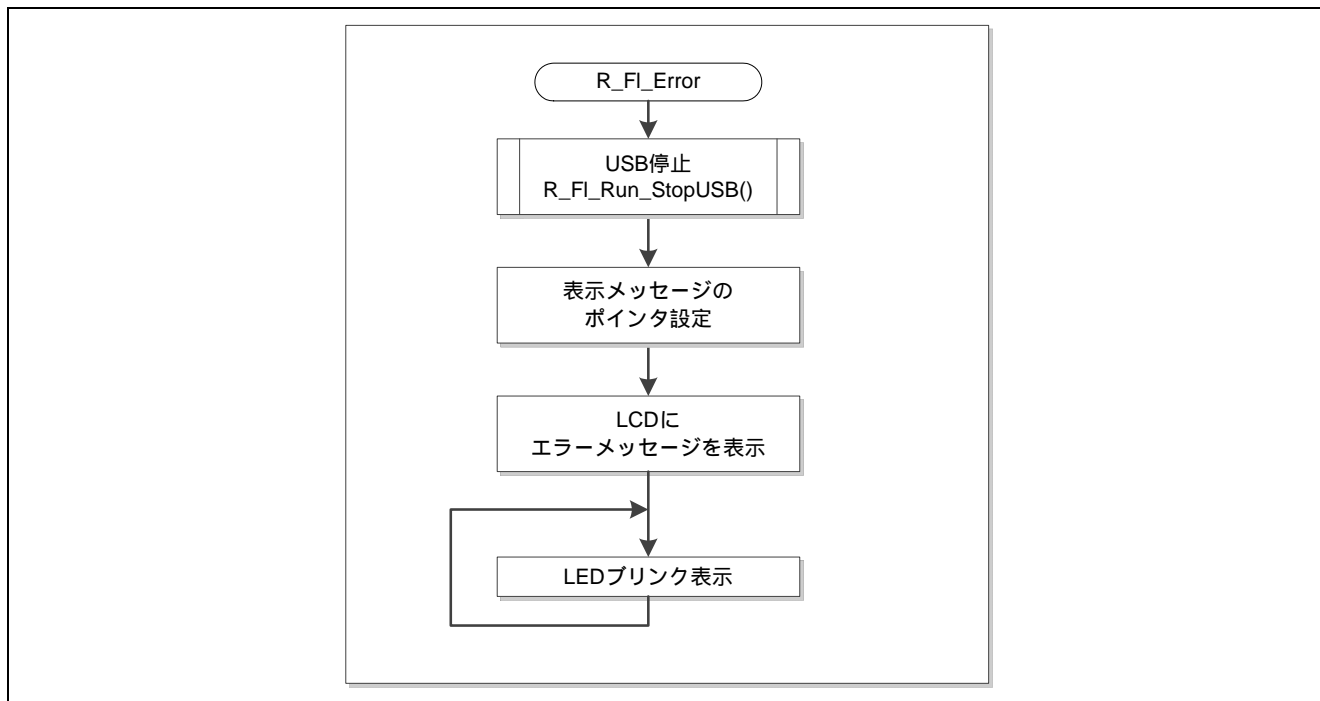 R_Fl_Error
USB停止
R_Fl_Run_StopUSB()
表示メッセージの
ポインタ設定
LCDに
エラーメッセージを表示
LEDブリンク表示